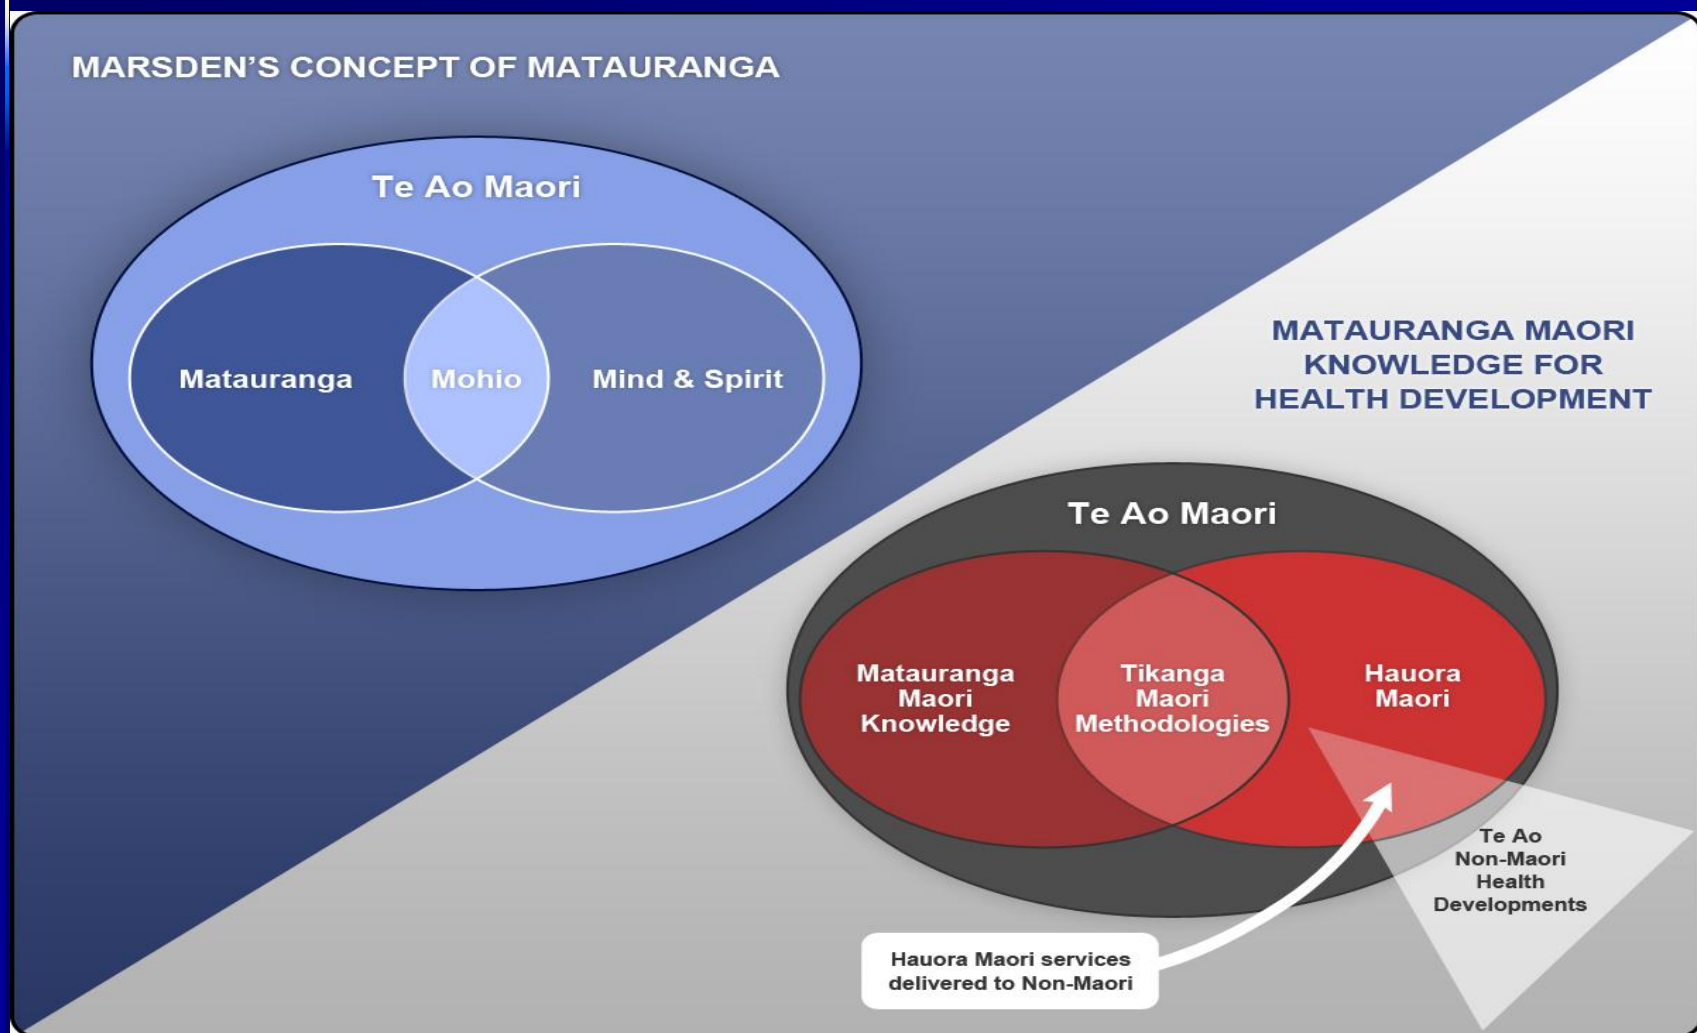 MARSDEN'S CONCEPT OF MATAURANGA
Te Ao Maori
Matauranga
Mohio
Mind & Spirit
MATAURANGA MAORI
KNOWLEDGE FOR
HEALTH DEVELOPMENT
Te Ao Maori
Matauranga
Maori
Knowledge
Tikanga
Maori
Methodologies
Hauora
Maori
Te Ao
Non-Maori
Health
Developments
Hauora Maori services
delivered to Non-Maori